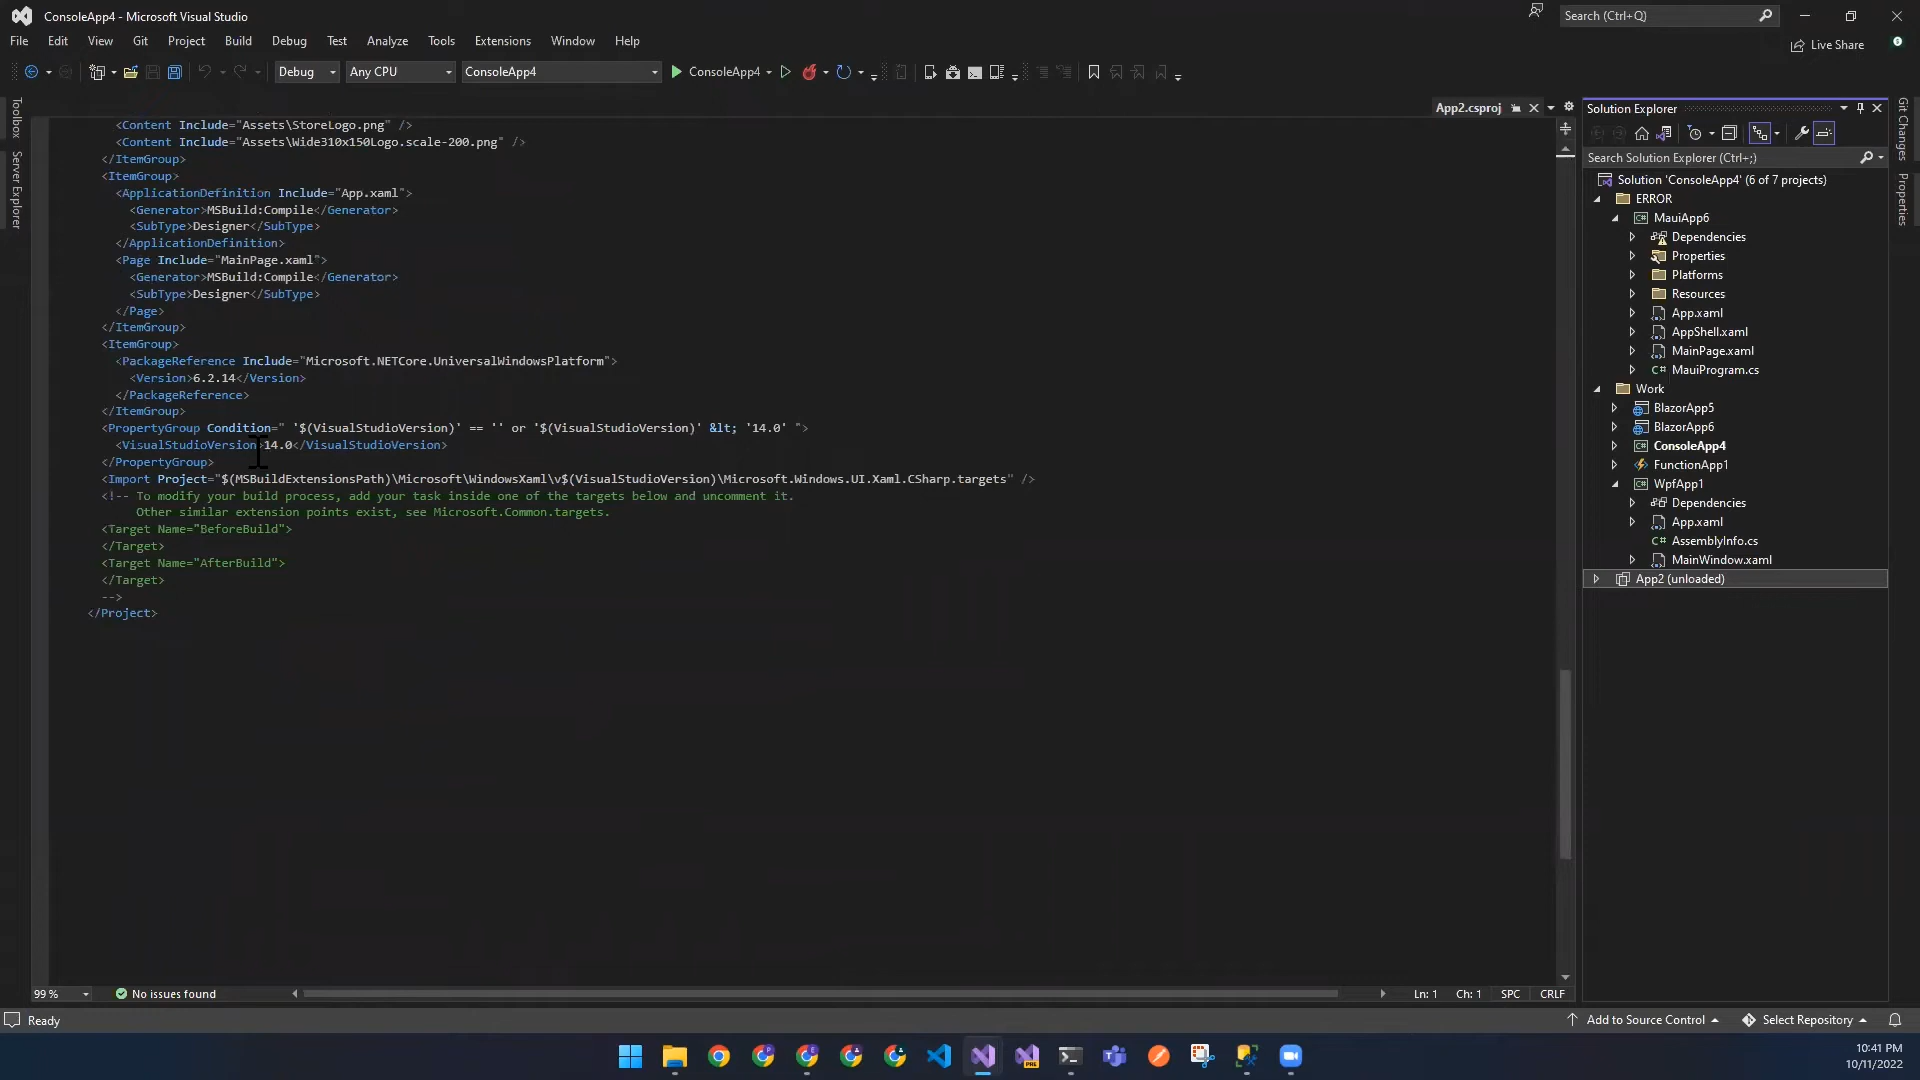 ConsoleApp4 - Microsoft Visual Studio
Search (Ctrl+Q)
File Edit View Git Project Build Debug Test Analyze Tools Extensions Window Help
Live Share
Debug Any CPU ConsoleApp4 ConsoleApp4
Toolbox
Server Explorer
App2.csproj
<Content Include="Assets\StoreLogo.png" />
<Content Include="Assets\Wide310x150Logo.scale-200.png" />
</ItemGroup>
<ItemGroup>
<ApplicationDefinition Include="App.xaml">
<Generator>MSBuild:Compile</Generator>
<SubType>Designer</SubType>
</ApplicationDefinition>
<Page Include="MainPage.xaml">
<Generator>MSBuild:Compile</Generator>
<SubType>Designer</SubType>
</Page>
</ItemGroup>
<ItemGroup>
<PackageReference Include="Microsoft.NETCore.UniversalWindowsPlatform">
<Version>6.2.14</Version>
</PackageReference>
</ItemGroup>
<PropertyGroup Condition=" '$(VisualStudioVersion)' == '' or '$(VisualStudioVersion)' &lt; '14.0' ">
<VisualStudioVersion>14.0</VisualStudioVersion>
</PropertyGroup>
<Import Project="$(MSBuildExtensionsPath)\Microsoft\WindowsXaml\v$(VisualStudioVersion)\Microsoft.Windows.UI.Xaml.CSharp.targets" />
<!-- To modify your build process, add your task inside one of the targets below and uncomment it.
Other similar extension points exist, see Microsoft.Common.targets.
<Target Name="BeforeBuild">
</Target>
<Target Name="AfterBuild">
</Target>
-->
</Project>
99 % No issues found Ln: 1 Ch: 1 SPC CRLF
Solution Explorer
Search Solution Explorer (Ctrl+;)
Solution 'ConsoleApp4' (6 of 7 projects)
ERROR
MauiApp6
Dependencies
Properties
Platforms
Resources
App.xaml
AppShell.xaml
MainPage.xaml
C# MauiProgram.cs
Work
BlazorApp5
BlazorApp6
ConsoleApp4
FunctionApp1
WpfApp1
Dependencies
App.xaml
C# AssemblyInfo.cs
MainWindow.xaml
App2 (unloaded)
Git Changes
Properties
Ready
Add to Source Control
Select Repository
PRE
10:41 PM
10/11/2022